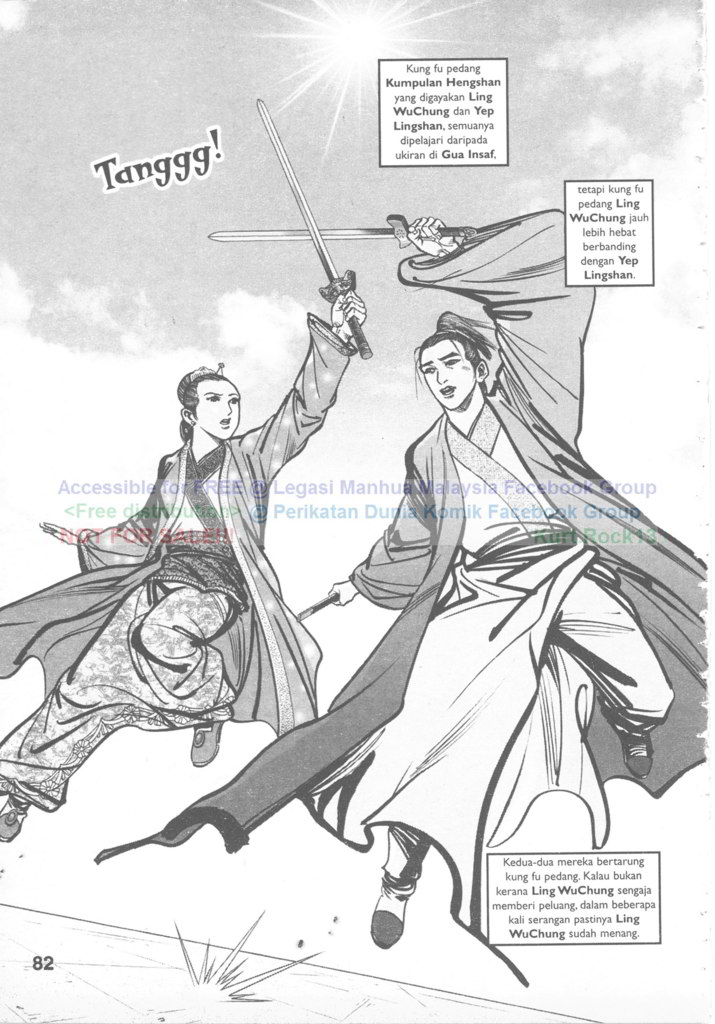 Kung fu pedang
Kumpulan Hengshan
yang digayakan Ling
WuChung dan Yep
Lingshan, semuanya
dipelajari daripada
ukiran di Gua Insaf,
Tanggg!
tetapi kung fu
pedang Ling
WuChung jauh
lebih hebat
berbanding
dengan Yep
Lingshan.
Accessible for FREE @ Legasi Manhua Malaysia Facebook Group
<Free distribution> @ Perikatan Dunia Komik Facebook Group
NOT FOR SALE!!! Kurt Rock13
Kedua-dua mereka bertarung
kung fu pedang. Kalau bukan
kerana Ling WuChung sengaja
memberi peluang, dalam beberapa
kali serangan pastinya Ling
WuChung sudah menang.
82